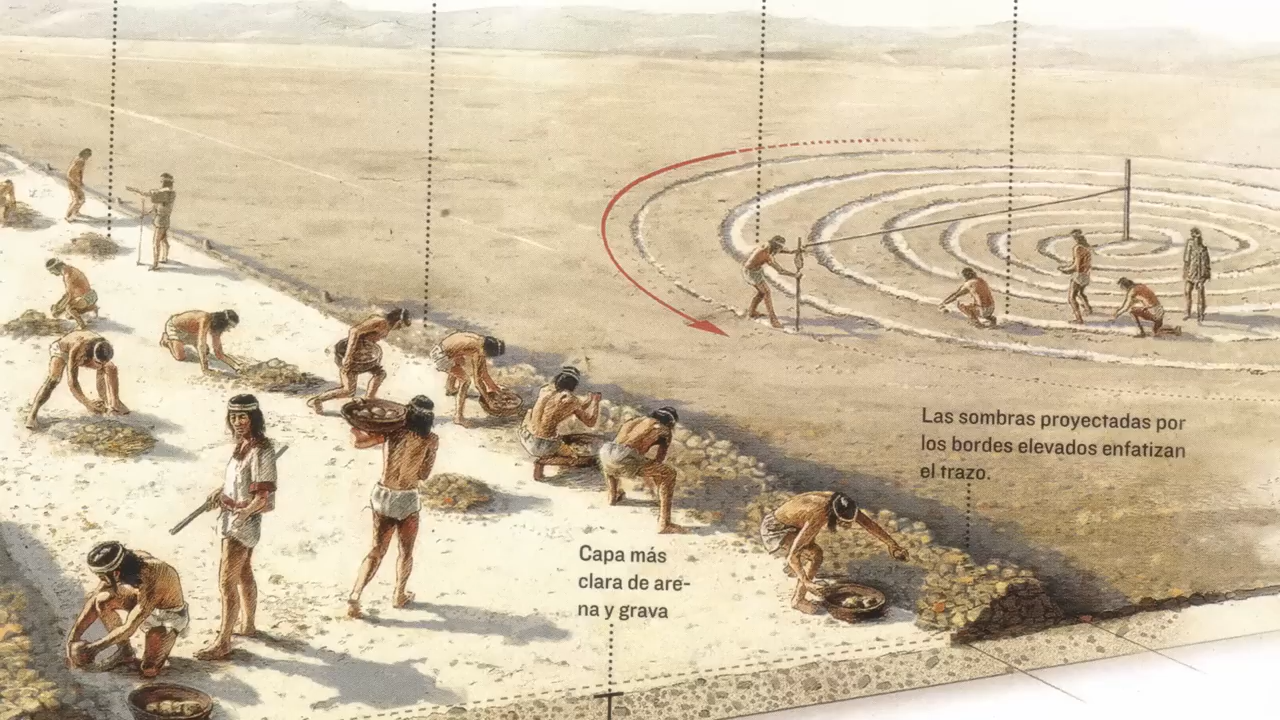 Las sombras proyectadas por
los bordes elevados enfatizan
el trazo.
Capa más
clara de are-
na y grava